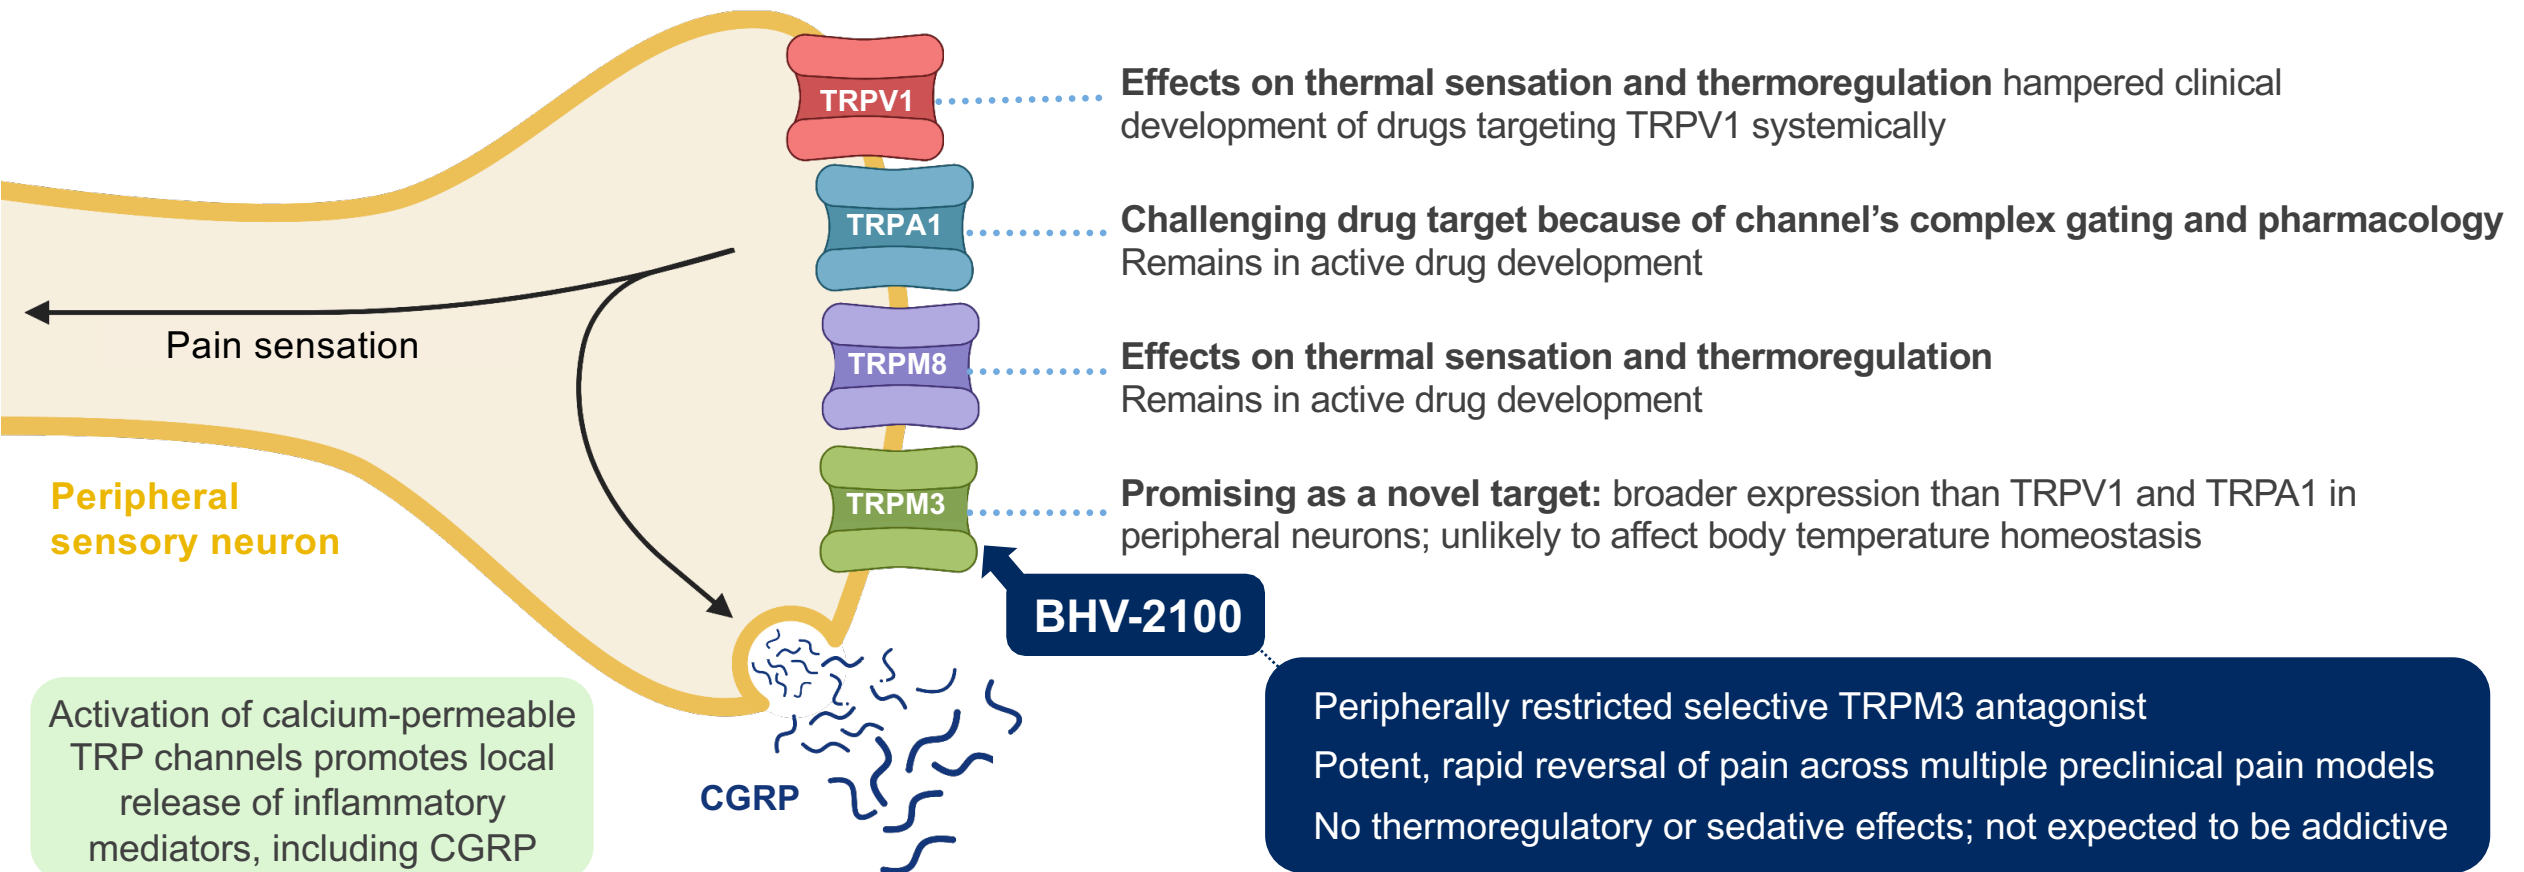 TRPV1
Effects on thermal sensation and thermoregulation hampered clinical
development of drugs targeting TRPV1 systemically
TRPA1
Challenging drug target because of channel’s complex gating and pharmacology
Remains in active drug development
Pain sensation
TRPM8
Effects on thermal sensation and thermoregulation
Remains in active drug development
Peripheral
sensory neuron
TRPM3
Promising as a novel target: broader expression than TRPV1 and TRPA1 in
peripheral neurons; unlikely to affect body temperature homeostasis
BHV-2100
Activation of calcium-permeable
TRP channels promotes local
release of inflammatory
mediators, including CGRP
CGRP
Peripherally restricted selective TRPM3 antagonist
Potent, rapid reversal of pain across multiple preclinical pain models
No thermoregulatory or sedative effects; not expected to be addictive